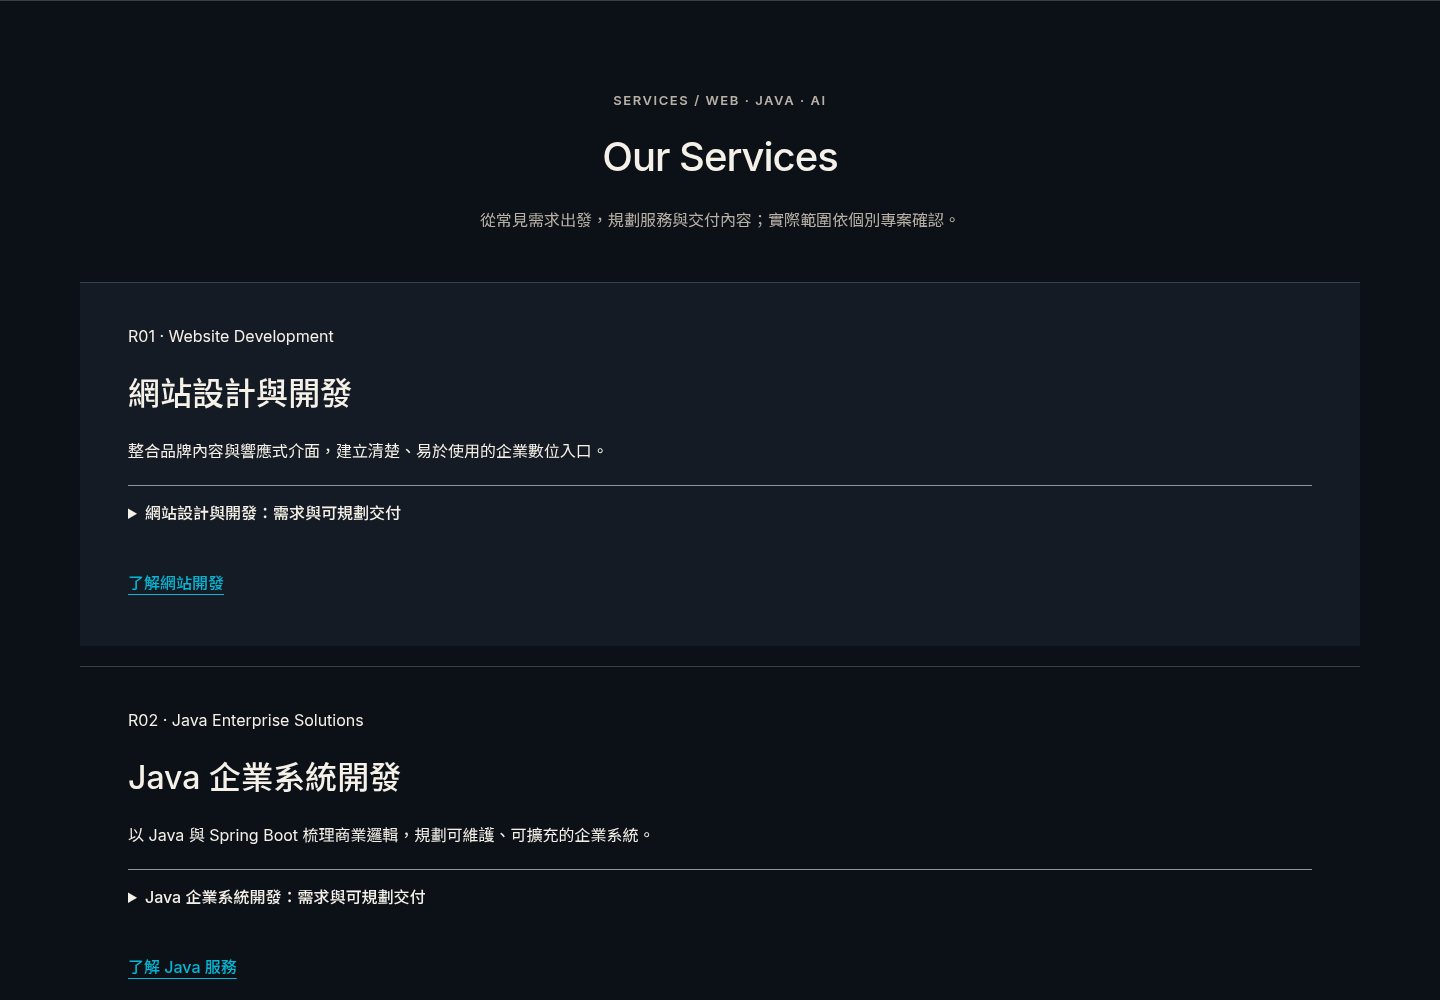 SERVICES / WEB · JAVA · AI
Our Services
從常見需求出發，規劃服務與交付內容；實際範圍依個別專案確認。
R01 · Website Development
網站設計與開發
整合品牌內容與響應式介面，建立清楚、易於使用的企業數位入口。
▶ 網站設計與開發：需求與可規劃交付
了解網站開發
R02 · Java Enterprise Solutions
Java 企業系統開發
以 Java 與 Spring Boot 梳理商業邏輯，規劃可維護、可擴充的企業系統。
▶ Java 企業系統開發：需求與可規劃交付
了解 Java 服務